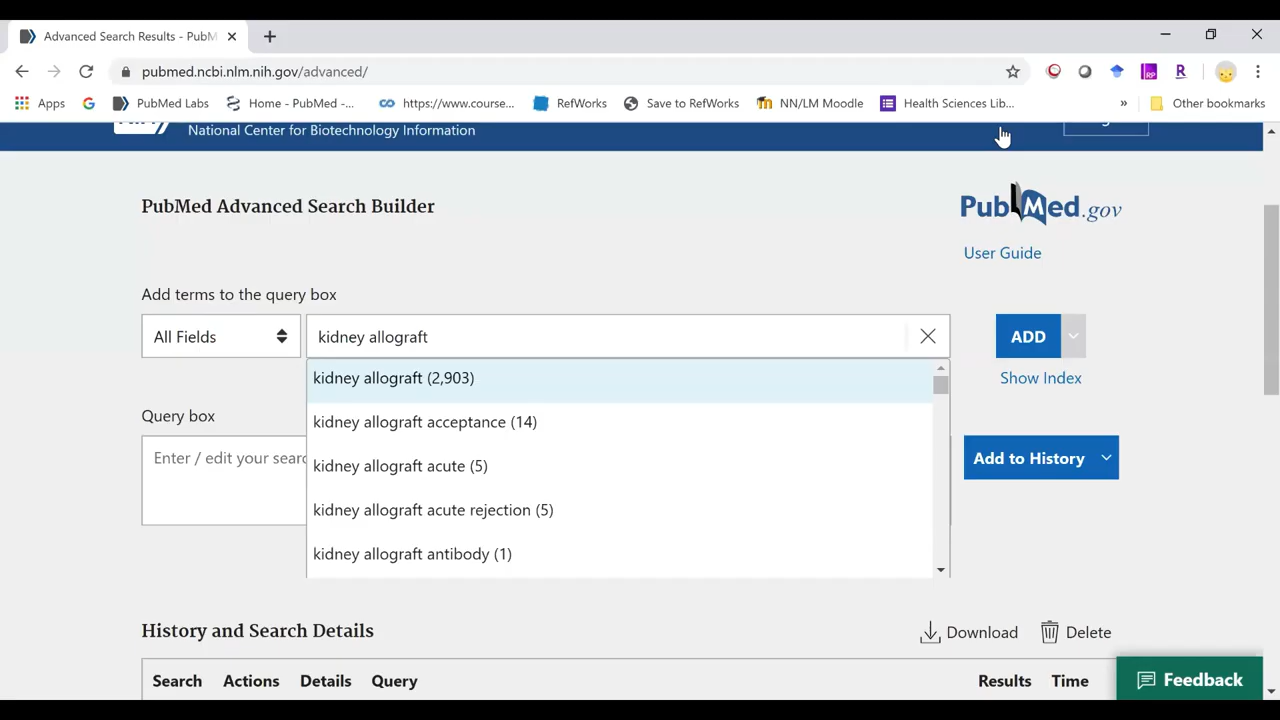 Advanced Search Results - PubM
pubmed.ncbi.nlm.nih.gov/advanced/
Apps
PubMed Labs
Home - PubMed -...
https://www.course...
RefWorks
Save to RefWorks
NN/LM Moodle
Health Sciences Lib...
»
Other bookmarks
National Center for Biotechnology Information
PubMed Advanced Search Builder
PubMed.gov
User Guide
Add terms to the query box
All Fields
kidney allograft
ADD
kidney allograft (2,903)
Show Index
kidney allograft acceptance (14)
Query box
Enter / edit your searc
kidney allograft acute (5)
Add to History
kidney allograft acute rejection (5)
kidney allograft antibody (1)
History and Search Details
Download
Delete
Search Actions Details Query Results Time
Feedback